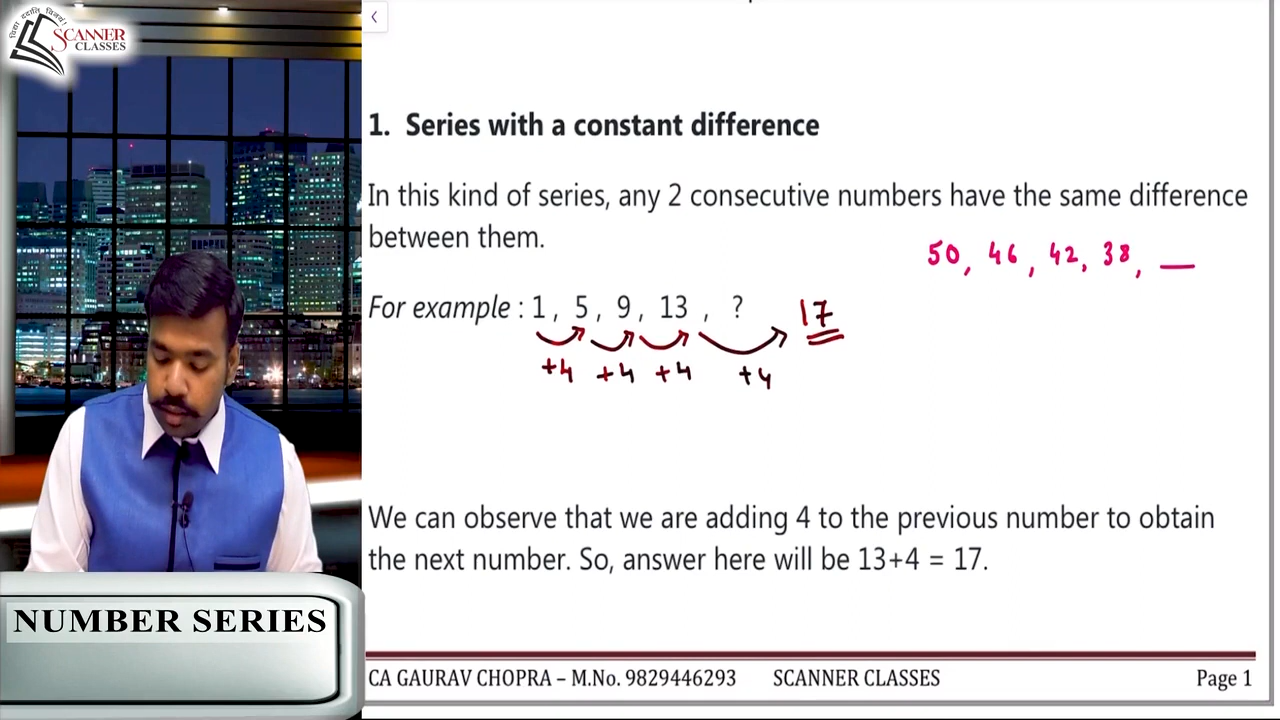 विद्या ददाति विनयं।
SCANNER
CLASSES
1. Series with a constant difference
In this kind of series, any 2 consecutive numbers have the same difference
between them.
50, 46, 42, 38, __
For example : 1 , 5 , 9 , 13 , ? 17
+4 +4 +4 +4
We can observe that we are adding 4 to the previous number to obtain
the next number. So, answer here will be 13+4 = 17.
NUMBER SERIES
CA GAURAV CHOPRA – M.No. 9829446293 SCANNER CLASSES Page 1